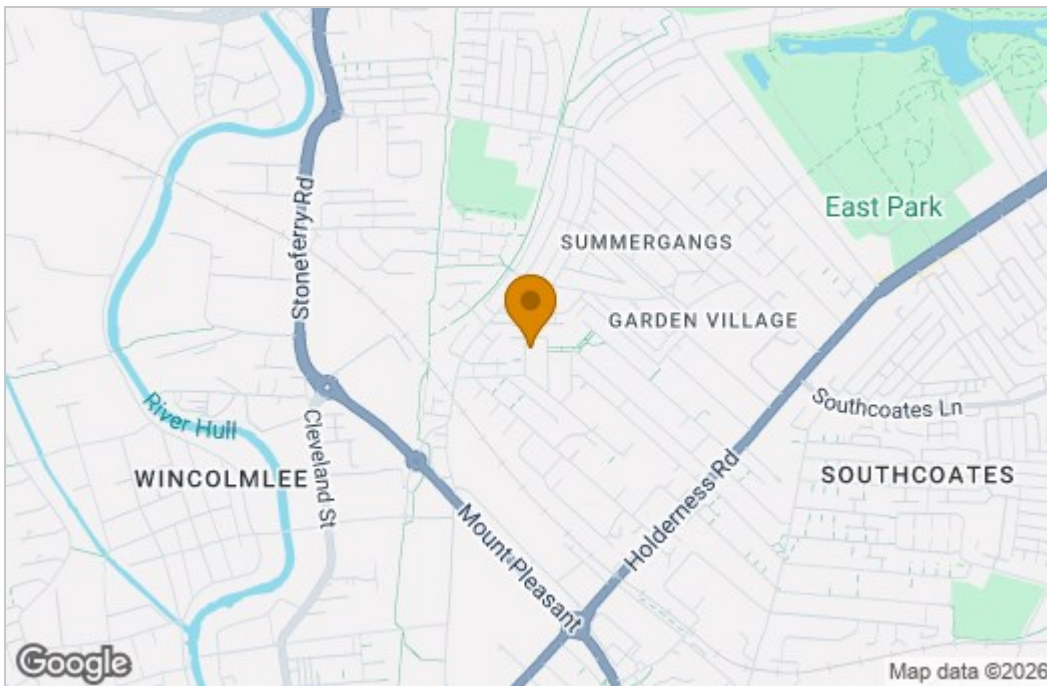 Stoneferry Rd
East Park
SUMMERGANGS
GARDEN VILLAGE
River Hull
Cleveland St
Southcoates Ln
WINCOLMLEE
SOUTHCOATES
Holderness Rd
Mount Pleasant
Google
Map data ©2026